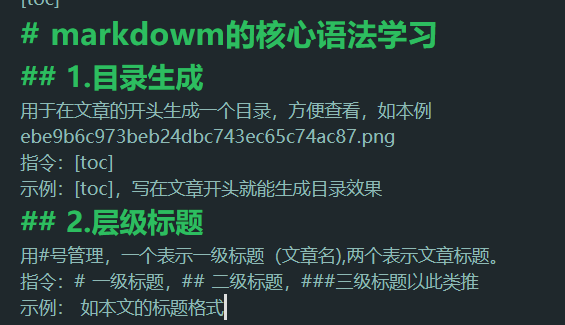 [toc]
# markdowm的核心语法学习
## 1.目录生成
用于在文章的开头生成一个目录，方便查看，如本例
ebe9b6c973beb24dbc743ec65c74ac87.png
指令：[toc]
示例：[toc]，写在文章开头就能生成目录效果
## 2.层级标题
用#号管理，一个表示一级标题（文章名),两个表示文章标题。
指令：# 一级标题，## 二级标题，###三级标题以此类推
示例： 如本文的标题格式